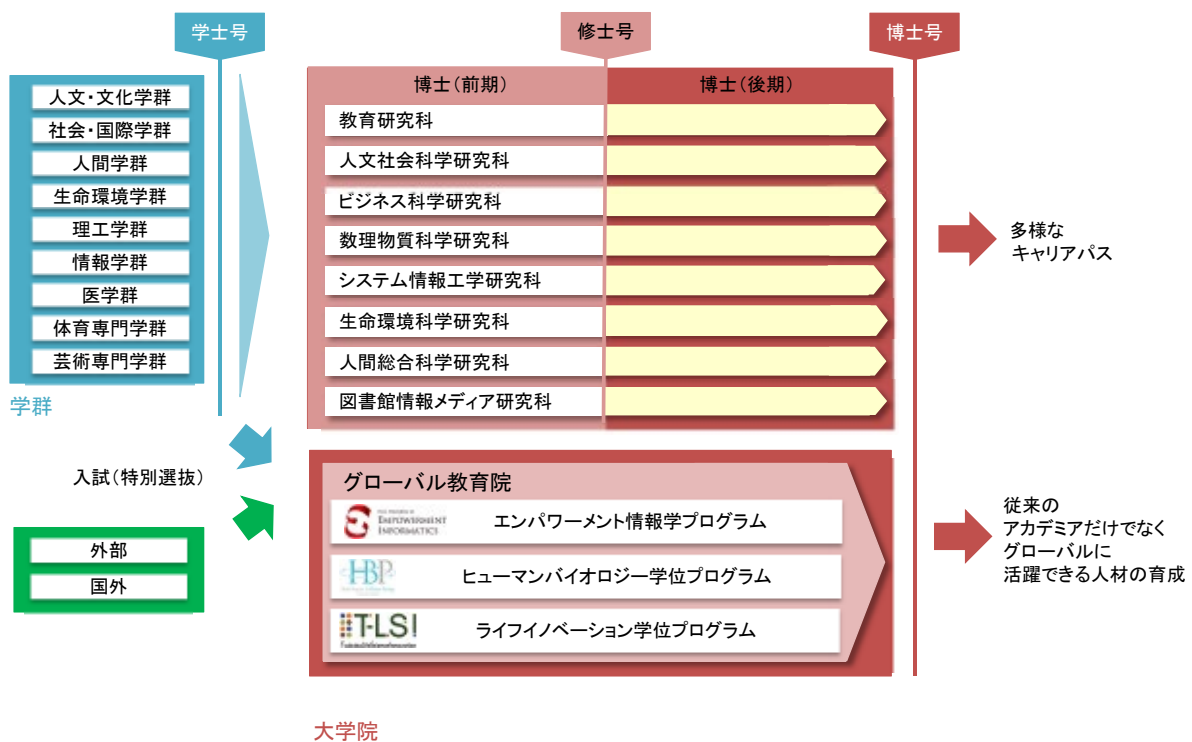 学士号
修士号
博士号
人文・文化学群
社会・国際学群
人間学群
生命環境学群
理工学群
情報学群
医学群
体育専門学群
芸術専門学群
学群
博士(前期)
博士(後期)
教育研究科
人文社会科学研究科
ビジネス科学研究科
数理物質科学研究科
システム情報工学研究科
生命環境科学研究科
人間総合科学研究科
図書館情報メディア研究科
多様な
キャリアパス
入試(特別選抜)
外部
国外
グローバル教育院
EMPOWERMENT
INFORMATICS
エンパワーメント情報学プログラム
HBP
ヒューマンバイオロジー学位プログラム
T-LSI
ライフイノベーション学位プログラム
従来の
アカデミアだけでなく
グローバルに
活躍できる人材の育成
大学院